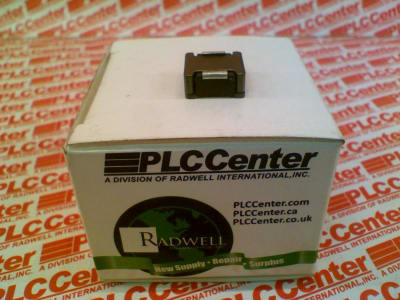 PLCCenter
A DIVISION OF RADWELL INTERNATIONAL, INC.
PLCCenter.com
PLCCenter.ca
PLCCenter.co.uk
RADWELL
New Supply • Repair • Surplus